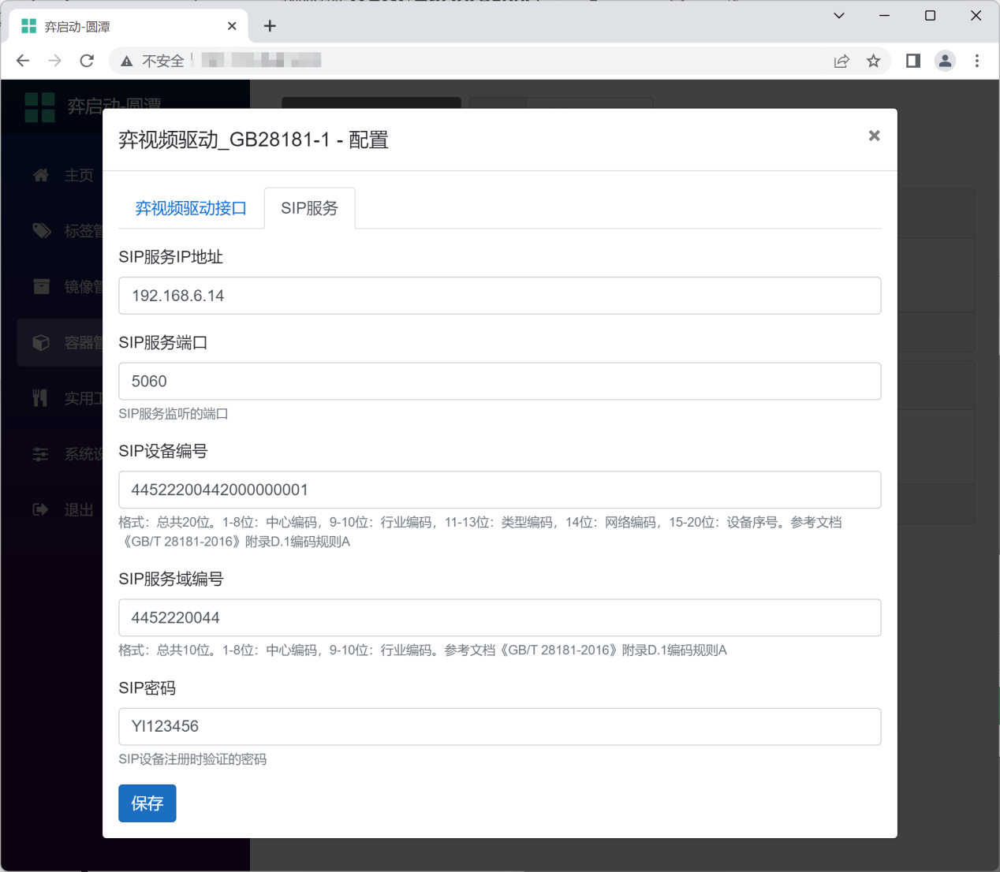 弈启动-圆潭
不安全
弈启动-圆潭
弈视频驱动_GB28181-1 - 配置
主页
弈视频驱动接口
SIP服务
标签管
SIP服务IP地址
192.168.6.14
镜像管
容器管
SIP服务端口
5060
实用工
SIP服务监听的端口
系统设
SIP设备编号
44522200442000000001
退出
格式：总共20位。1-8位：中心编码，9-10位：行业编码，11-13位：类型编码，14位：网络编码，15-20位：设备序号。参考文档
《GB/T 28181-2016》附录D.1编码规则A
SIP服务域编号
4452220044
格式：总共10位。1-8位：中心编码，9-10位：行业编码。参考文档《GB/T 28181-2016》附录D.1编码规则A
SIP密码
YI123456
SIP设备注册时验证的密码
保存